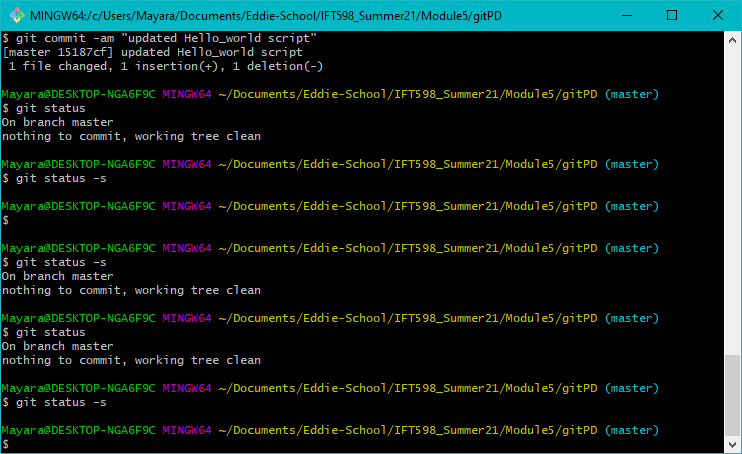 MINGW64:/c/Users/Mayara/Documents/Eddie-School/IFT598_Summer21/Module5/gitPD
$ git commit -am "updated Hello_world script"
[master 15187cf] updated Hello_world script
 1 file changed, 1 insertion(+), 1 deletion(-)

Mayara@DESKTOP-NGA6F9C MINGW64 ~/Documents/Eddie-School/IFT598_Summer21/Module5/gitPD (master)
$ git status
On branch master
nothing to commit, working tree clean

Mayara@DESKTOP-NGA6F9C MINGW64 ~/Documents/Eddie-School/IFT598_Summer21/Module5/gitPD (master)
$ git status -s

Mayara@DESKTOP-NGA6F9C MINGW64 ~/Documents/Eddie-School/IFT598_Summer21/Module5/gitPD (master)
$

Mayara@DESKTOP-NGA6F9C MINGW64 ~/Documents/Eddie-School/IFT598_Summer21/Module5/gitPD (master)
$ git status -s
On branch master
nothing to commit, working tree clean

Mayara@DESKTOP-NGA6F9C MINGW64 ~/Documents/Eddie-School/IFT598_Summer21/Module5/gitPD (master)
$ git status
On branch master
nothing to commit, working tree clean

Mayara@DESKTOP-NGA6F9C MINGW64 ~/Documents/Eddie-School/IFT598_Summer21/Module5/gitPD (master)
$ git status -s

Mayara@DESKTOP-NGA6F9C MINGW64 ~/Documents/Eddie-School/IFT598_Summer21/Module5/gitPD (master)
$